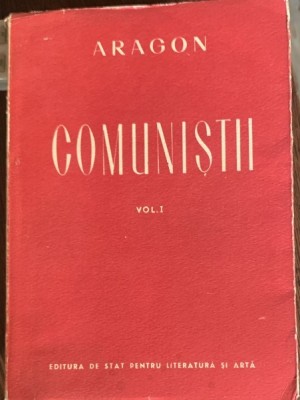 ARAGON
COMUNIȘTII
VOL. I
EDITURA DE STAT PENTRU LITERATURĂ ȘI ARTĂ